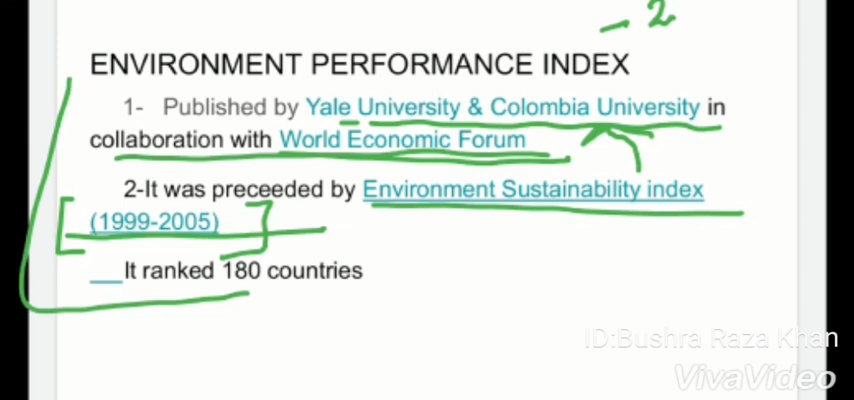 - 2
ENVIRONMENT PERFORMANCE INDEX
1- Published by Yale University & Colombia University in
collaboration with World Economic Forum
2-It was preceeded by Environment Sustainability index
(1999-2005)
__It ranked 180 countries
ID:Bushra Raza Khan
VivaVideo